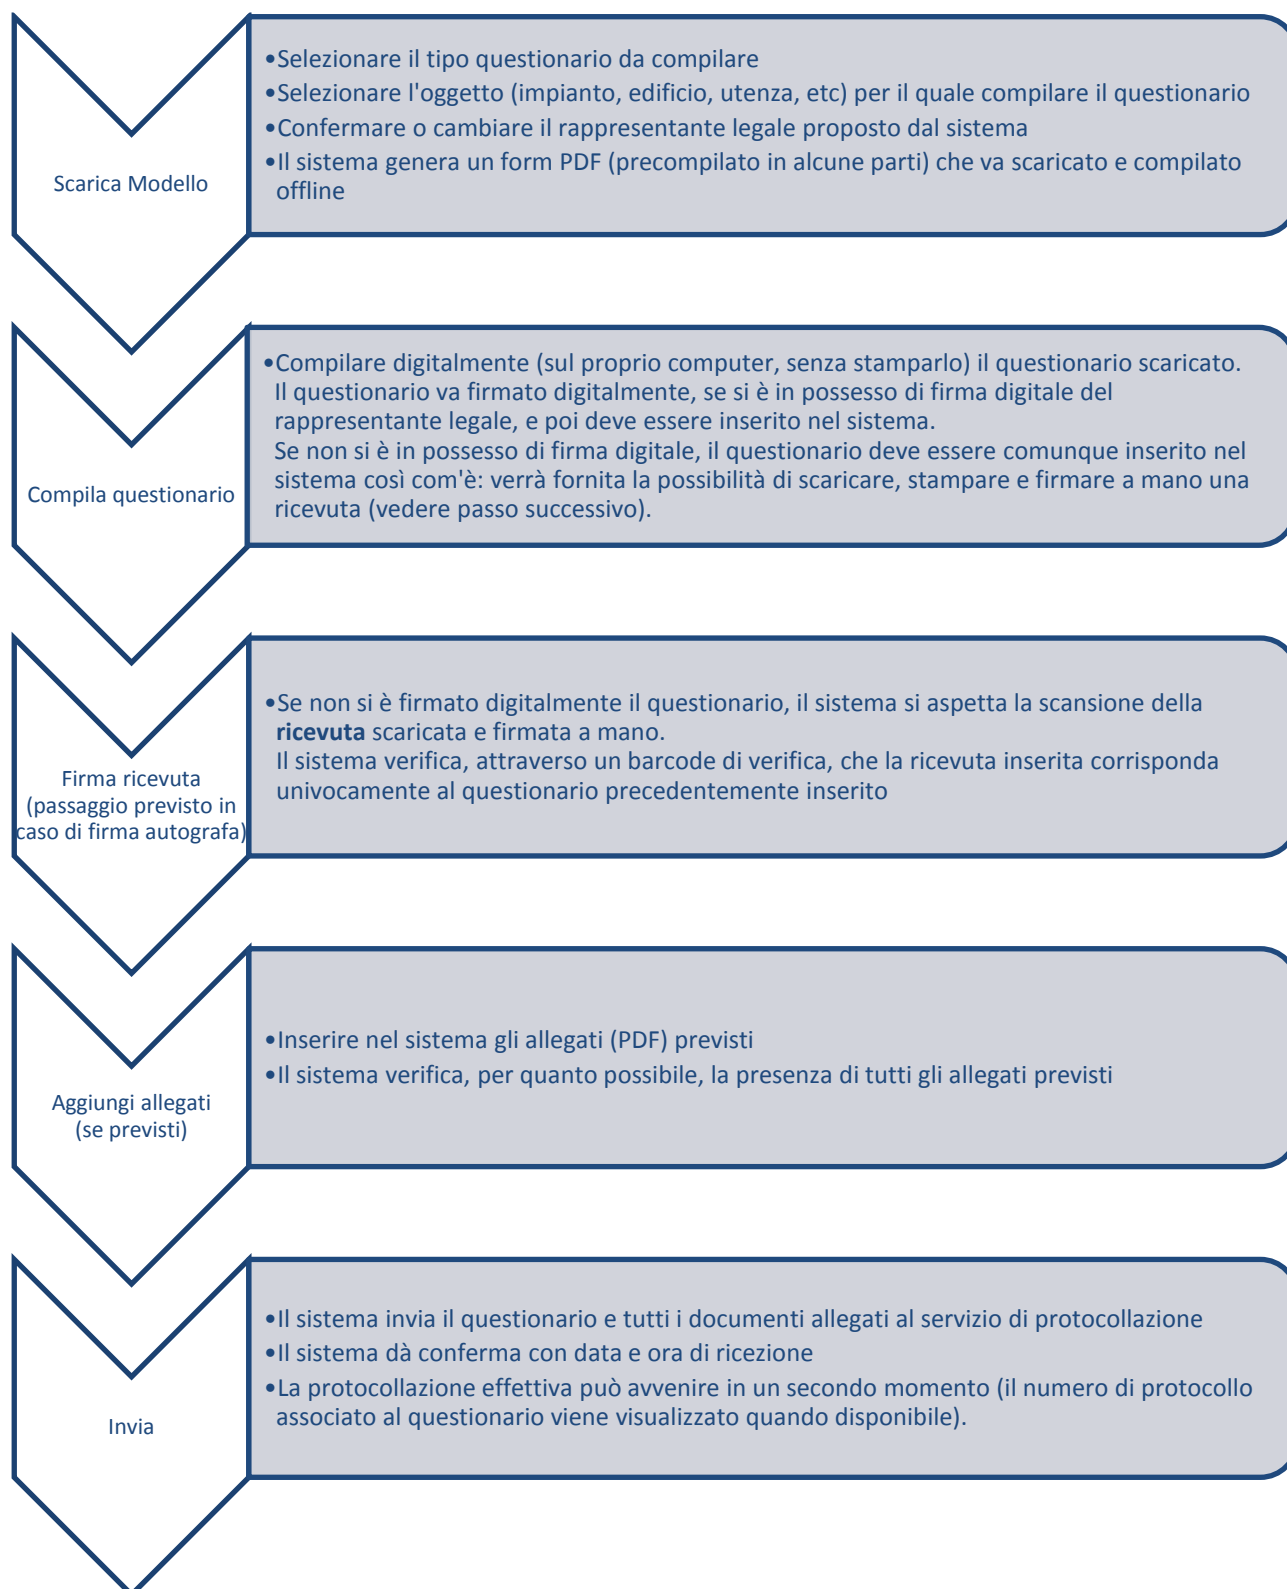 Scarica Modello
•Selezionare il tipo questionario da compilare
•Selezionare l'oggetto (impianto, edificio, utenza, etc) per il quale compilare il questionario
•Confermare o cambiare il rappresentante legale proposto dal sistema
•Il sistema genera un form PDF (precompilato in alcune parti) che va scaricato e compilato
offline
Compila questionario
•Compilare digitalmente (sul proprio computer, senza stamparlo) il questionario scaricato.
Il questionario va firmato digitalmente, se si è in possesso di firma digitale del
rappresentante legale, e poi deve essere inserito nel sistema.
Se non si è in possesso di firma digitale, il questionario deve essere comunque inserito nel
sistema così com'è: verrà fornita la possibilità di scaricare, stampare e firmare a mano una
ricevuta (vedere passo successivo).
Firma ricevuta
(passaggio previsto in
caso di firma autografa)
•Se non si è firmato digitalmente il questionario, il sistema si aspetta la scansione della
ricevuta scaricata e firmata a mano.
Il sistema verifica, attraverso un barcode di verifica, che la ricevuta inserita corrisponda
univocamente al questionario precedentemente inserito
Aggiungi allegati
(se previsti)
•Inserire nel sistema gli allegati (PDF) previsti
•Il sistema verifica, per quanto possibile, la presenza di tutti gli allegati previsti
Invia
•Il sistema invia il questionario e tutti i documenti allegati al servizio di protocollazione
•Il sistema dà conferma con data e ora di ricezione
•La protocollazione effettiva può avvenire in un secondo momento (il numero di protocollo
associato al questionario viene visualizzato quando disponibile).